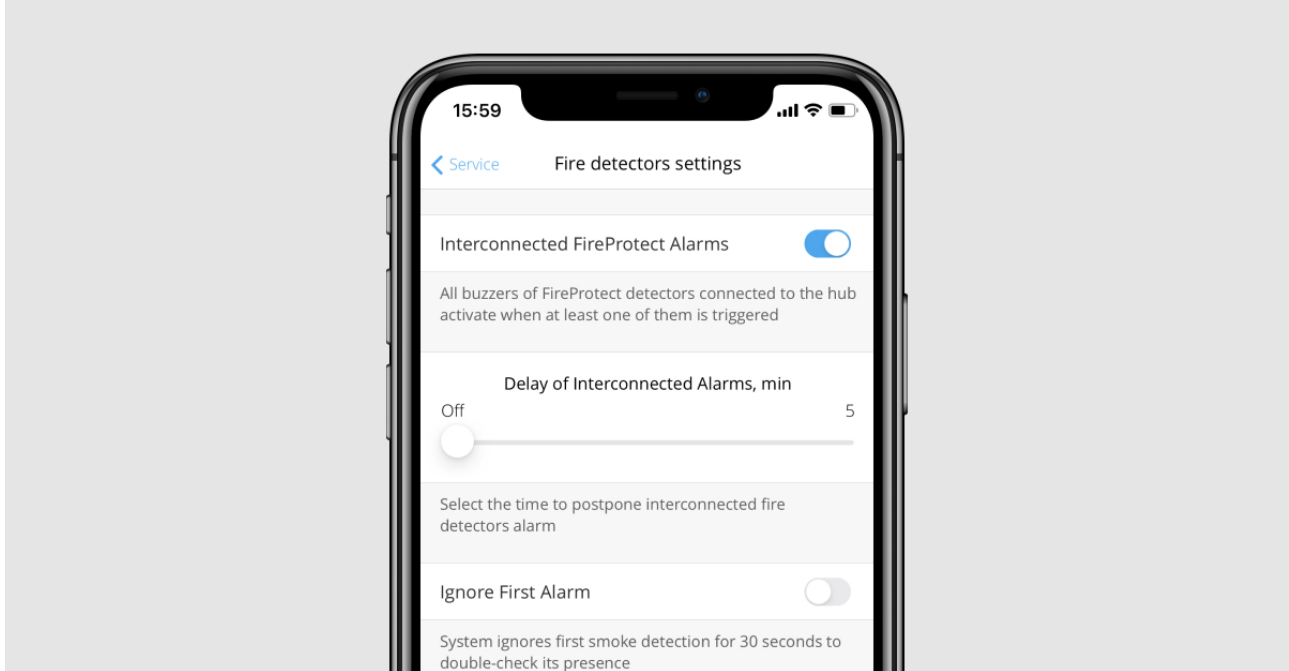 15:59
Service
Fire detectors settings
Interconnected FireProtect Alarms
All buzzers of FireProtect detectors connected to the hub
activate when at least one of them is triggered
Delay of Interconnected Alarms, min
Off 5
Select the time to postpone interconnected fire
detectors alarm
Ignore First Alarm
System ignores first smoke detection for 30 seconds to
double-check its presence